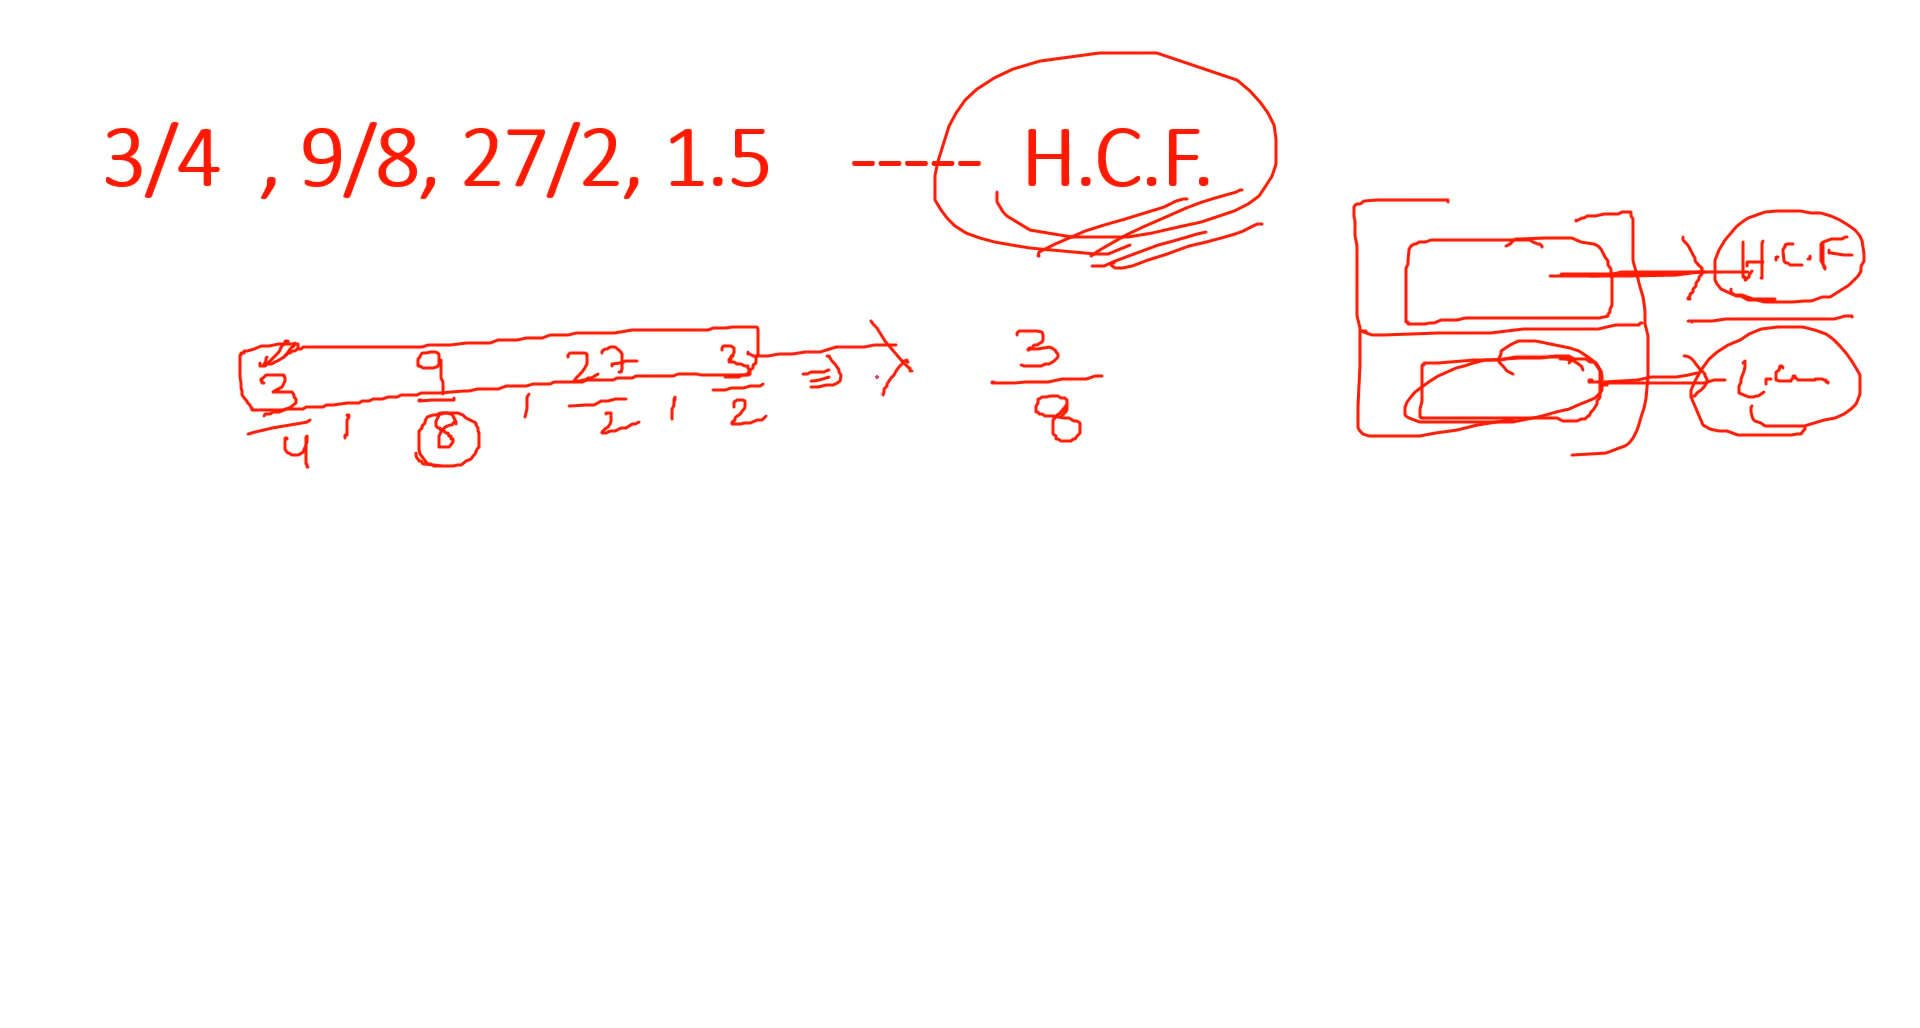 3/4 , 9/8, 27/2, 1.5 ----- H.C.F.
H.C.F
3/4, 9/8, 27/2, 3/2 ⇒ 3/8
L.C.M